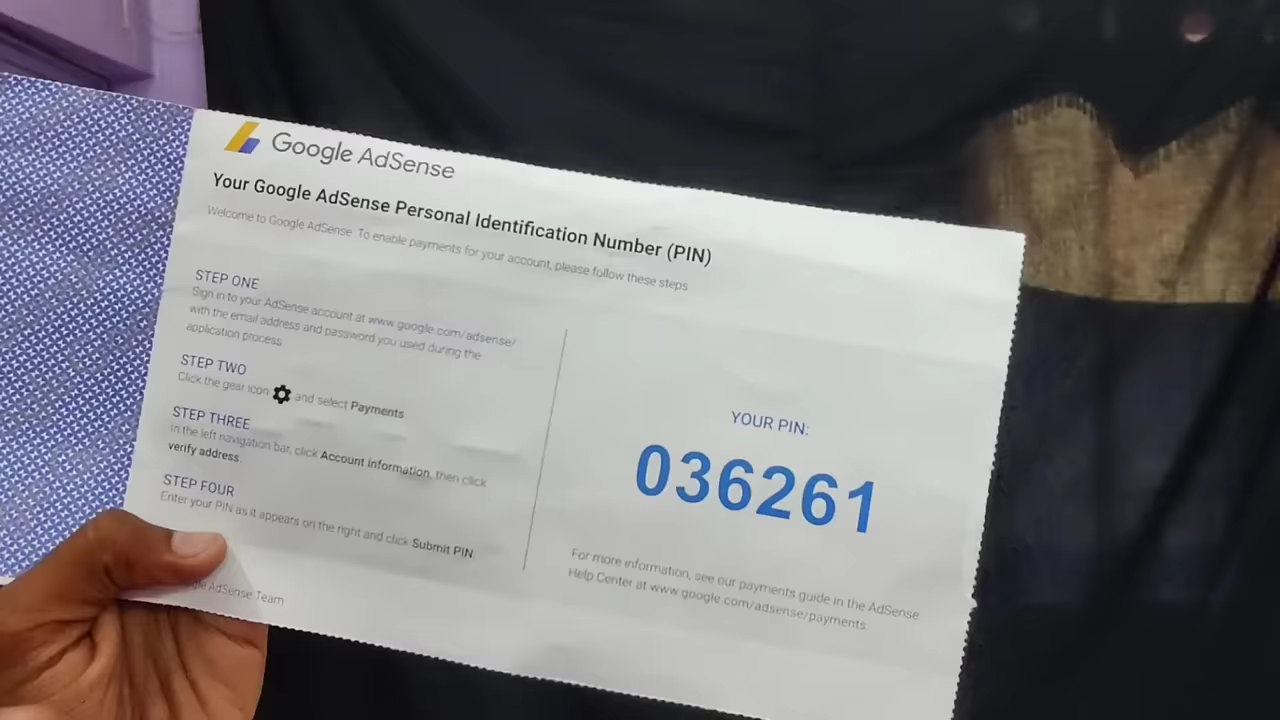 Google AdSense
Your Google AdSense Personal Identification Number (PIN)
Welcome to Google AdSense. To enable payments for your account, please follow these steps
STEP ONE
Sign in to your AdSense account at www.google.com/adsense/
with the email address and password you used during the
application process.
STEP TWO
Click the gear icon and select Payments
STEP THREE
In the left navigation bar, click Account information, then click
verify address.
STEP FOUR
Enter your PIN as it appears on the right and click Submit PIN
AdSense Team
YOUR PIN:
036261
For more information, see our payments guide in the AdSense
Help Center at www.google.com/adsense/payments